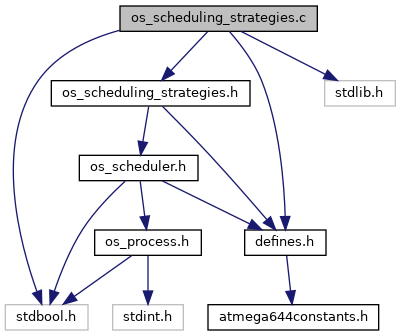 os_scheduling_strategies.c
os_scheduling_strategies.h
stdlib.h
os_scheduler.h
os_process.h
defines.h
stdbool.h
stdint.h
atmega644constants.h